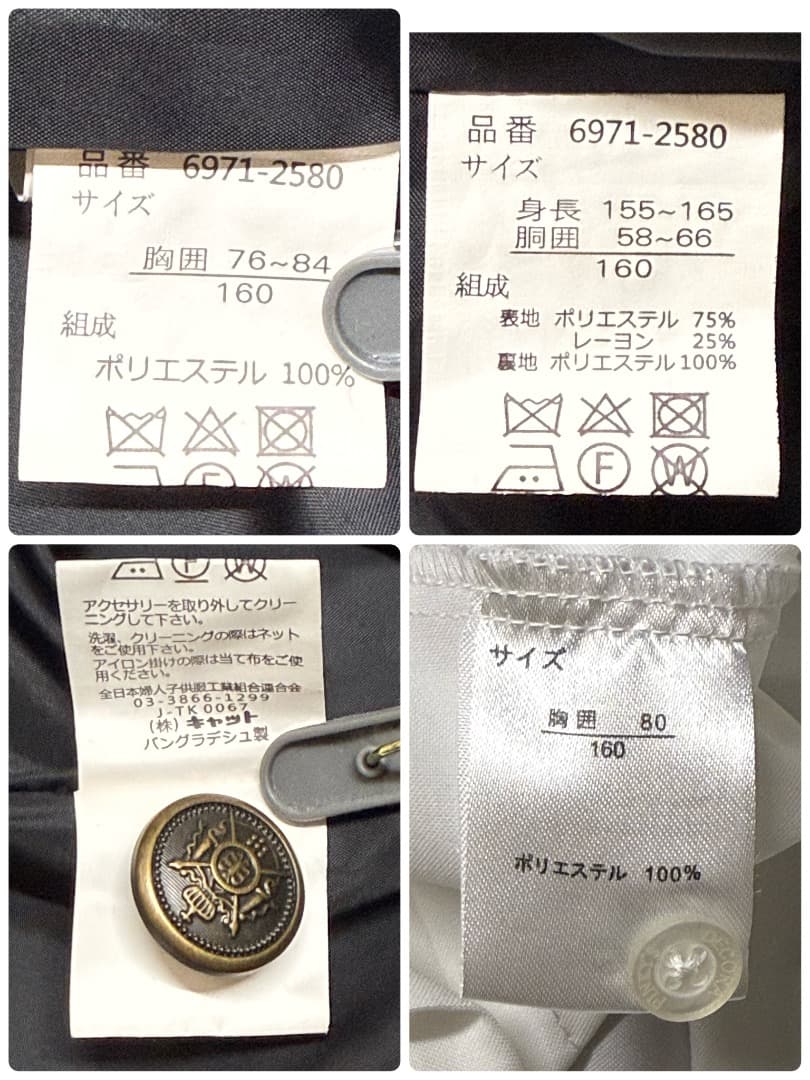 品番 6971-2580
サイズ
胸囲 76~84
160
組成
ポリエステル 100%
品番 6971-2580
サイズ
身長 155~165
胴囲 58~66
160
組成
表地 ポリエステル 75%
レーヨン 25%
裏地 ポリエステル100%
F
W
アクセサリーを取り外してクリー
ニングして下さい。
洗濯、クリーニングの際はネット
をご使用下さい。
アイロン掛けの際は当て布をご使
用ください。
全日本婦人子供服工業組合連合会
03-3866-1299
J-TK0067
(株)キャット
バングラデシュ製
サイズ
胸囲 80
160
ポリエステル 100%